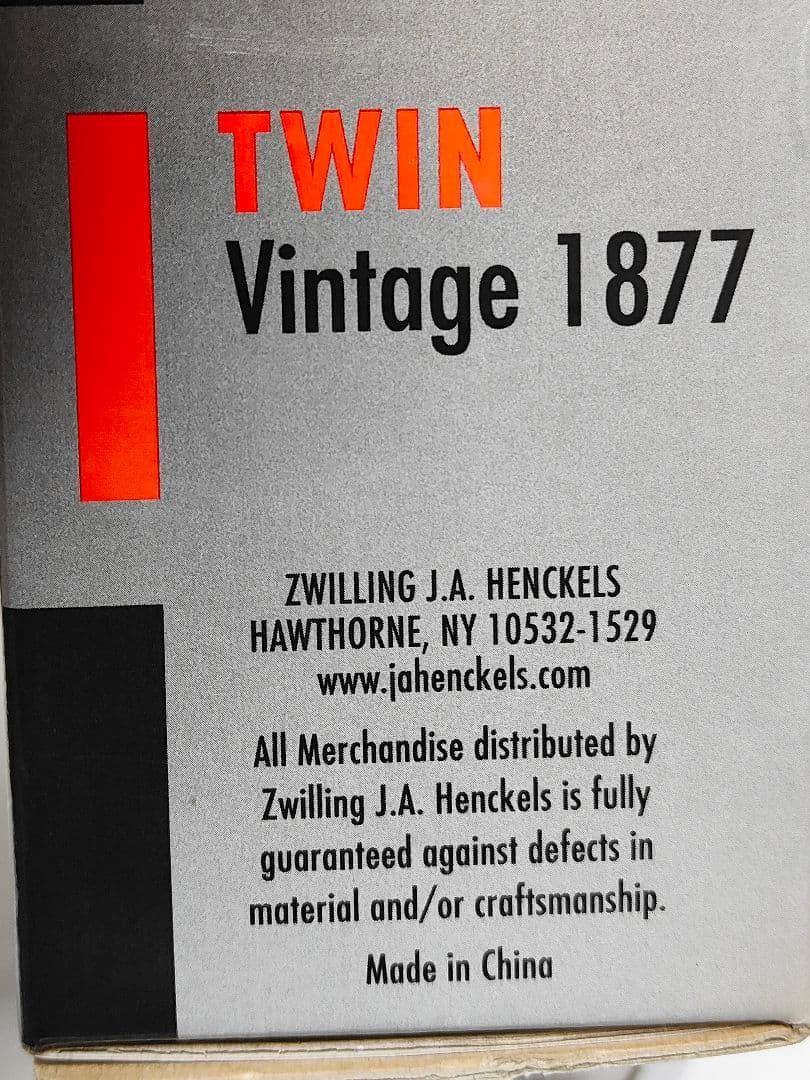 TWIN
Vintage 1877
ZWILLING J.A. HENCKELS
HAWTHORNE, NY 10532-1529
www.jahenckels.com
All Merchandise distributed by
Zwilling J.A. Henckels is fully
guaranteed against defects in
material and/or craftsmanship.
Made in China